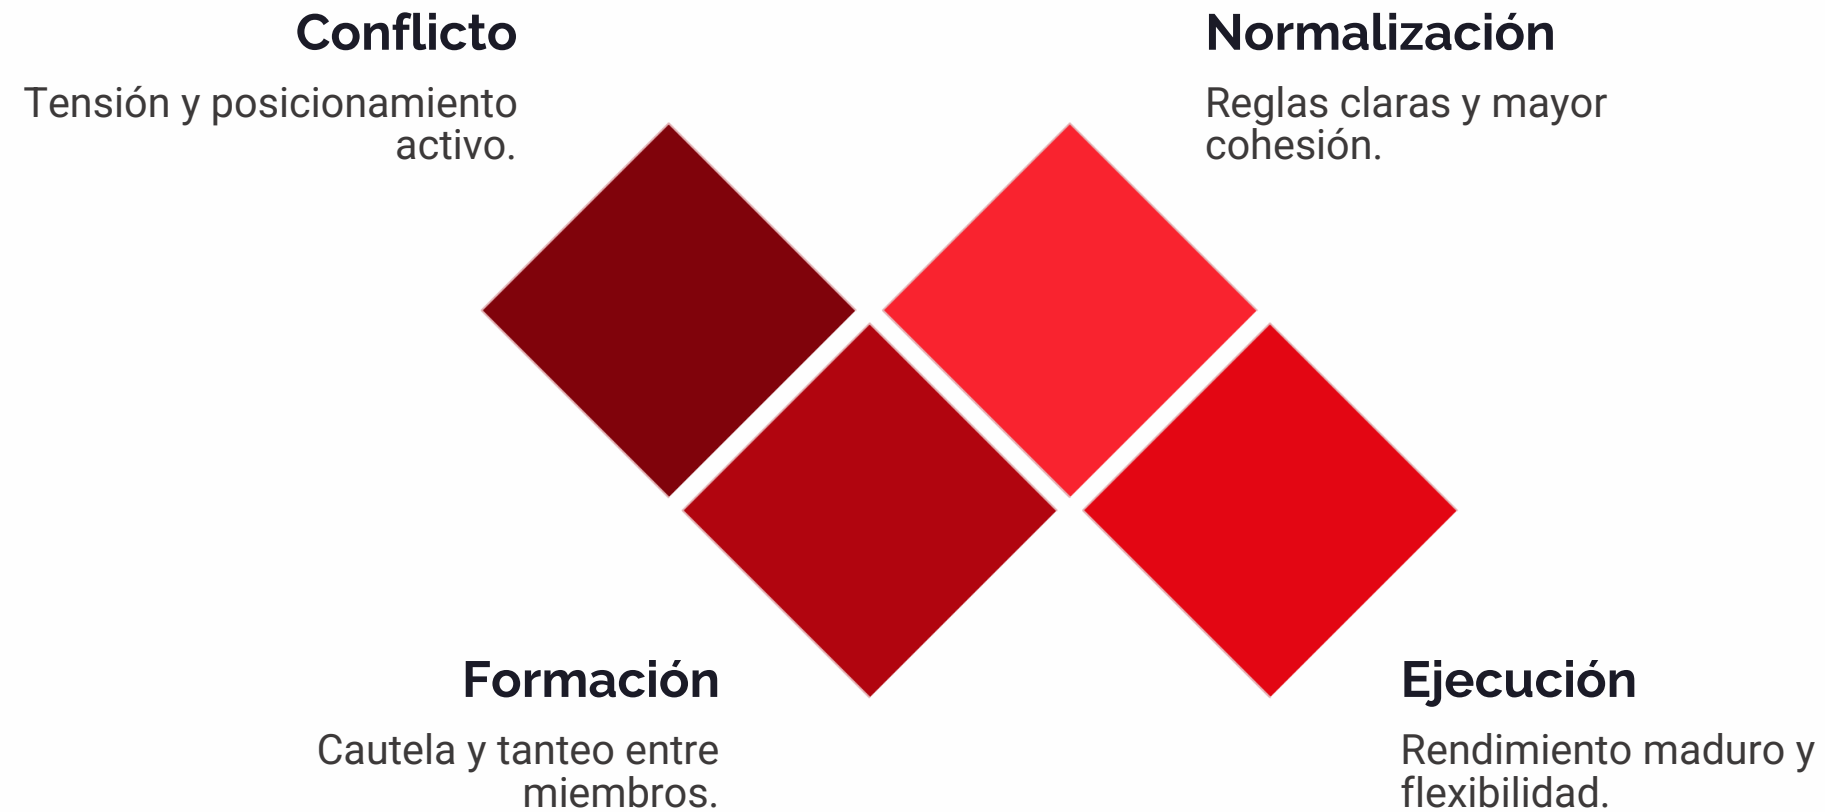 Conflicto
Tensión y posicionamiento
activo.
Normalización
Reglas claras y mayor
cohesión.
Formación
Cautela y tanteo entre
miembros.
Ejecución
Rendimiento maduro y
flexibilidad.